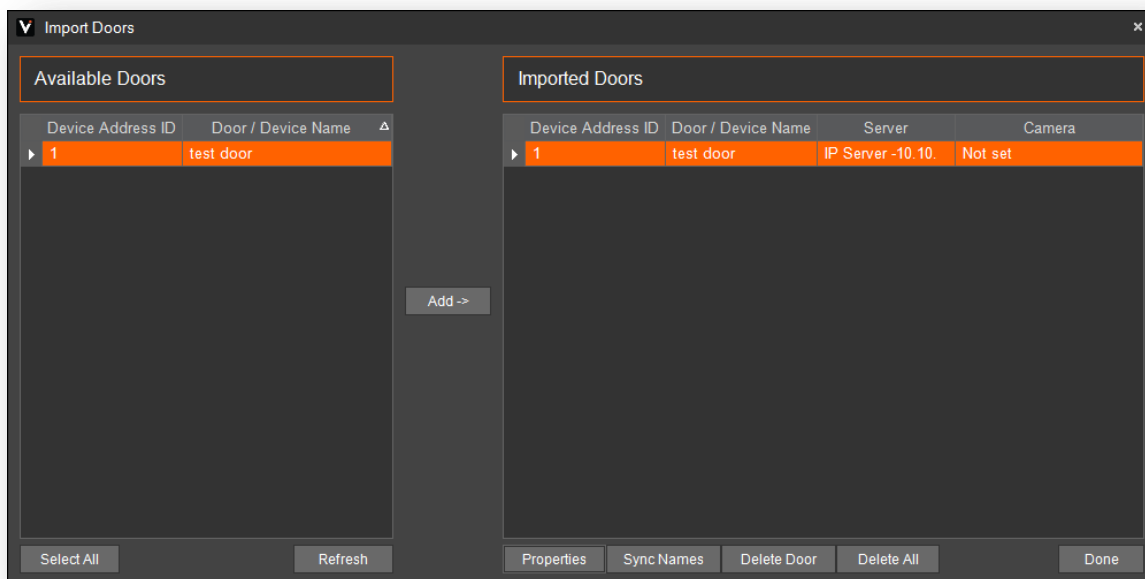 Import Doors
Available Doors
Imported Doors
Device Address ID Door / Device Name
1 test door
Device Address ID Door / Device Name Server Camera
1 test door IP Server -10.10. Not set
Add ->
Select All Refresh
Properties Sync Names Delete Door Delete All Done